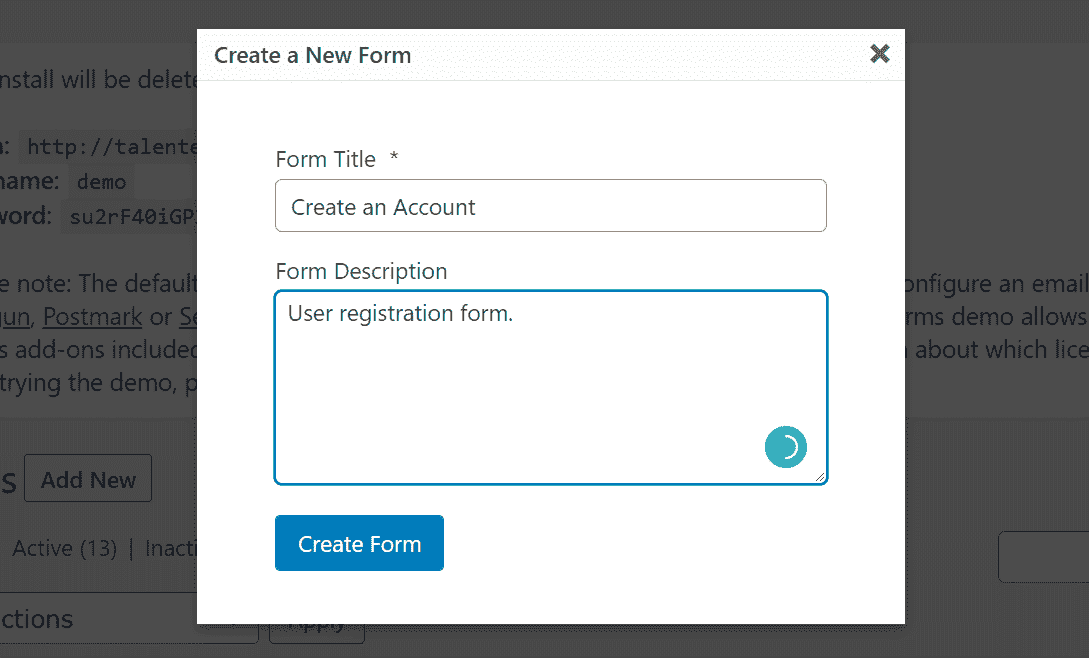 Create a New Form
install will be delete
http://talente
name: demo
word: su2rF40iGP
Form Title *
Create an Account
Form Description
User registration form.
e note: The default
onfigure an email
gun, Postmark or Se
rms demo allows
s add-ons included
about which lice
trying the demo, p
s Add New
Create Form
Active (13) | Inacti
ctions
Apply